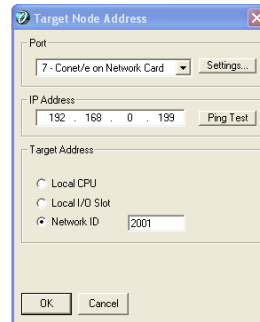 Target Node Address
Port
7 - Conet/e on Network Card
Settings...
IP Address
192 . 168 . 0 . 199
Ping Test
Target Address
Local CPU
Local I/O Slot
Network ID
2001
OK
Cancel